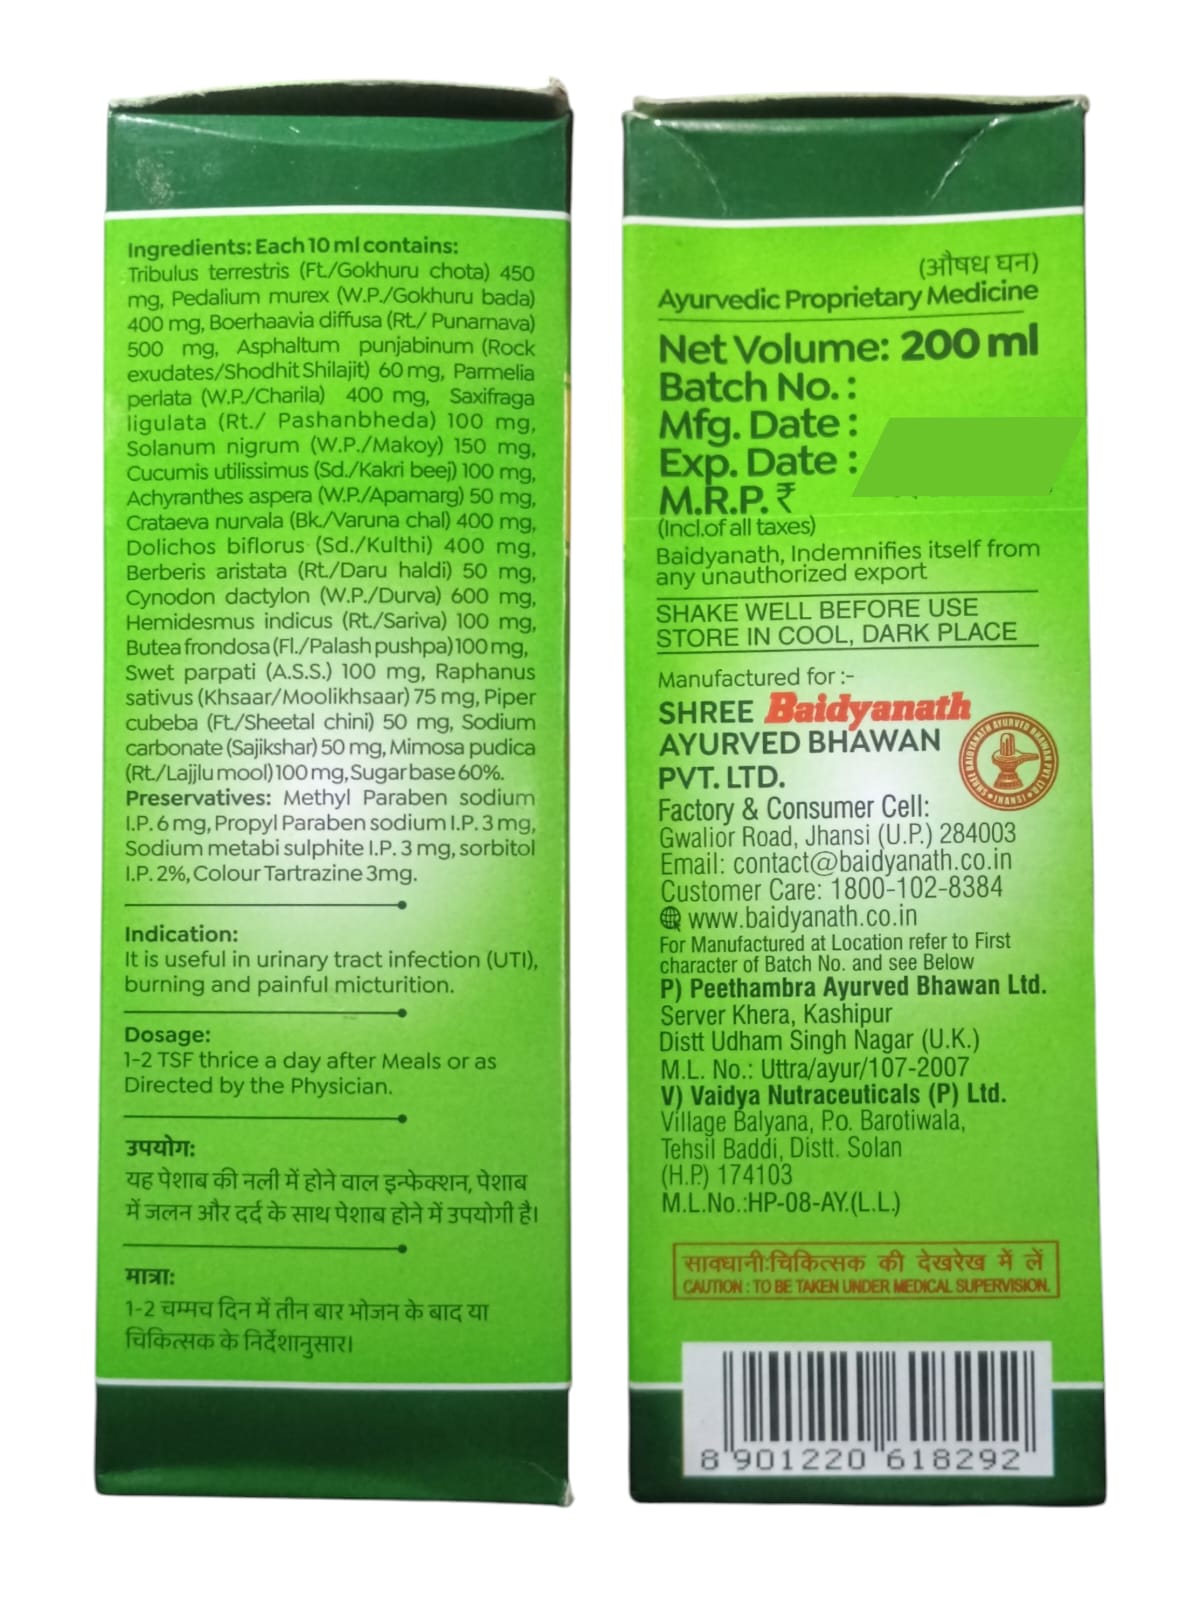 Ingredients: Each 10 ml contains:
Tribulus terrestris (Ft./Gokhuru chota) 450
mg, Pedalium murex (W.P./Gokhuru bada)
400 mg, Boerhaavia diffusa (Rt./ Punarnava)
500 mg, Asphaltum punjabinum (Rock
exudates/Shodhit Shilajit) 60 mg, Parmelia
perlata (W.P./Charila) 400 mg, Saxifraga
ligulata (Rt./ Pashanbheda) 100 mg,
Solanum nigrum (W.P./Makoy) 150 mg,
Cucumis utilissimus (Sd./Kakri beej) 100 mg,
Achyranthes aspera (W.P./Apamarg) 50 mg,
Crataeva nurvala (Bk./Varuna chal) 400 mg,
Dolichos biflorus (Sd./Kulthi) 400 mg,
Berberis aristata (Rt./Daru haldi) 50 mg,
Cynodon dactylon (W.P./Durva) 600 mg,
Hemidesmus indicus (Rt./Sariva) 100 mg,
Butea frondosa (Fl./Palash pushpa) 100 mg,
Swet parpati (A.S.S.) 100 mg, Raphanus
sativus (Khsaar/Moolikhsaar) 75 mg, Piper
cubeba (Ft./Sheetal chini) 50 mg, Sodium
carbonate (Sajikshar) 50 mg, Mimosa pudica
(Rt./Lajjlu mool) 100 mg, Sugar base 60%.
Preservatives: Methyl Paraben sodium
I.P. 6 mg, Propyl Paraben sodium I.P. 3 mg,
Sodium metabi sulphite I.P. 3 mg, sorbitol
I.P. 2%, Colour Tartrazine 3mg.
Indication:
It is useful in urinary tract infection (UTI),
burning and painful micturition.
Dosage:
1-2 TSF thrice a day after Meals or as
Directed by the Physician.
उपयोग:
यह पेशाब की नली में होने वाल इन्फेक्शन, पेशाब
में जलन और दर्द के साथ पेशाब होने में उपयोगी है।
मात्रा:
1-2 चम्मच दिन में तीन बार भोजन के बाद या
चिकित्सक के निर्देशानुसार।
(औषध घन)
Ayurvedic Proprietary Medicine
Net Volume: 200 ml
Batch No. :
Mfg. Date :
Exp. Date :
M.R.P. ₹
(Incl.of all taxes)
Baidyanath, Indemnifies itself from
any unauthorized export
SHAKE WELL BEFORE USE
STORE IN COOL, DARK PLACE
Manufactured for :-
SHREE Baidyanath
AYURVED BHAWAN
PVT. LTD.
SHREE BAIDYANATH AYURVED BHAWAN PVT. LTD.
JHANSI
Factory & Consumer Cell:
Gwalior Road, Jhansi (U.P.) 284003
Email: contact@baidyanath.co.in
Customer Care: 1800-102-8384
www.baidyanath.co.in
For Manufactured at Location refer to First
character of Batch No. and see Below
P) Peethambra Ayurved Bhawan Ltd.
Server Khera, Kashipur
Distt Udham Singh Nagar (U.K.)
M.L. No.: Uttra/ayur/107-2007
V) Vaidya Nutraceuticals (P) Ltd.
Village Balyana, P.o. Barotiwala,
Tehsil Baddi, Distt. Solan
(H.P.) 174103
M.L.No.:HP-08-AY.(L.L.)
सावधानी:चिकित्सक की देखरेख में लें
CAUTION : TO BE TAKEN UNDER MEDICAL SUPERVISION.
8 901220 618292